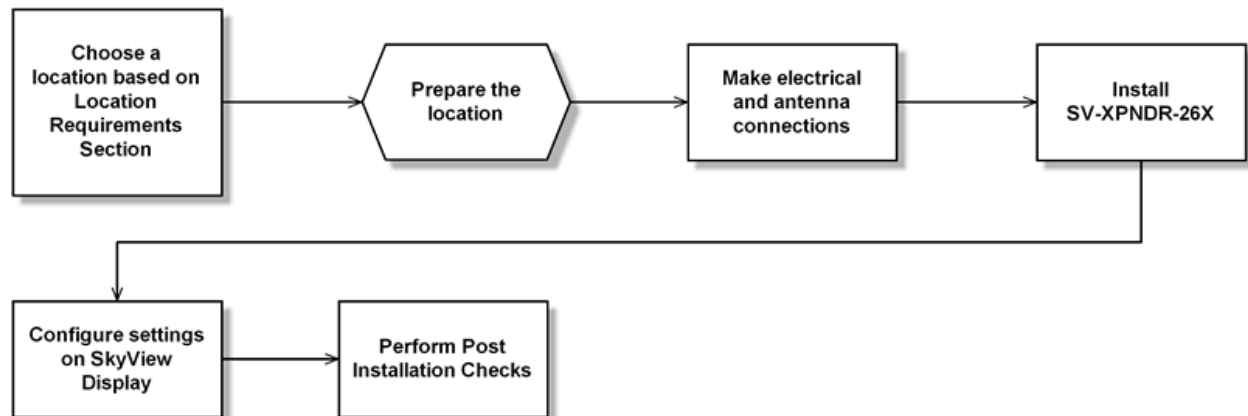 Choose a
location based on
Location
Requirements
Section
Prepare the
location
Make electrical
and antenna
connections
Install
SV-XPNDR-26X
Configure settings
on SkyView
Display
Perform Post
Installation Checks